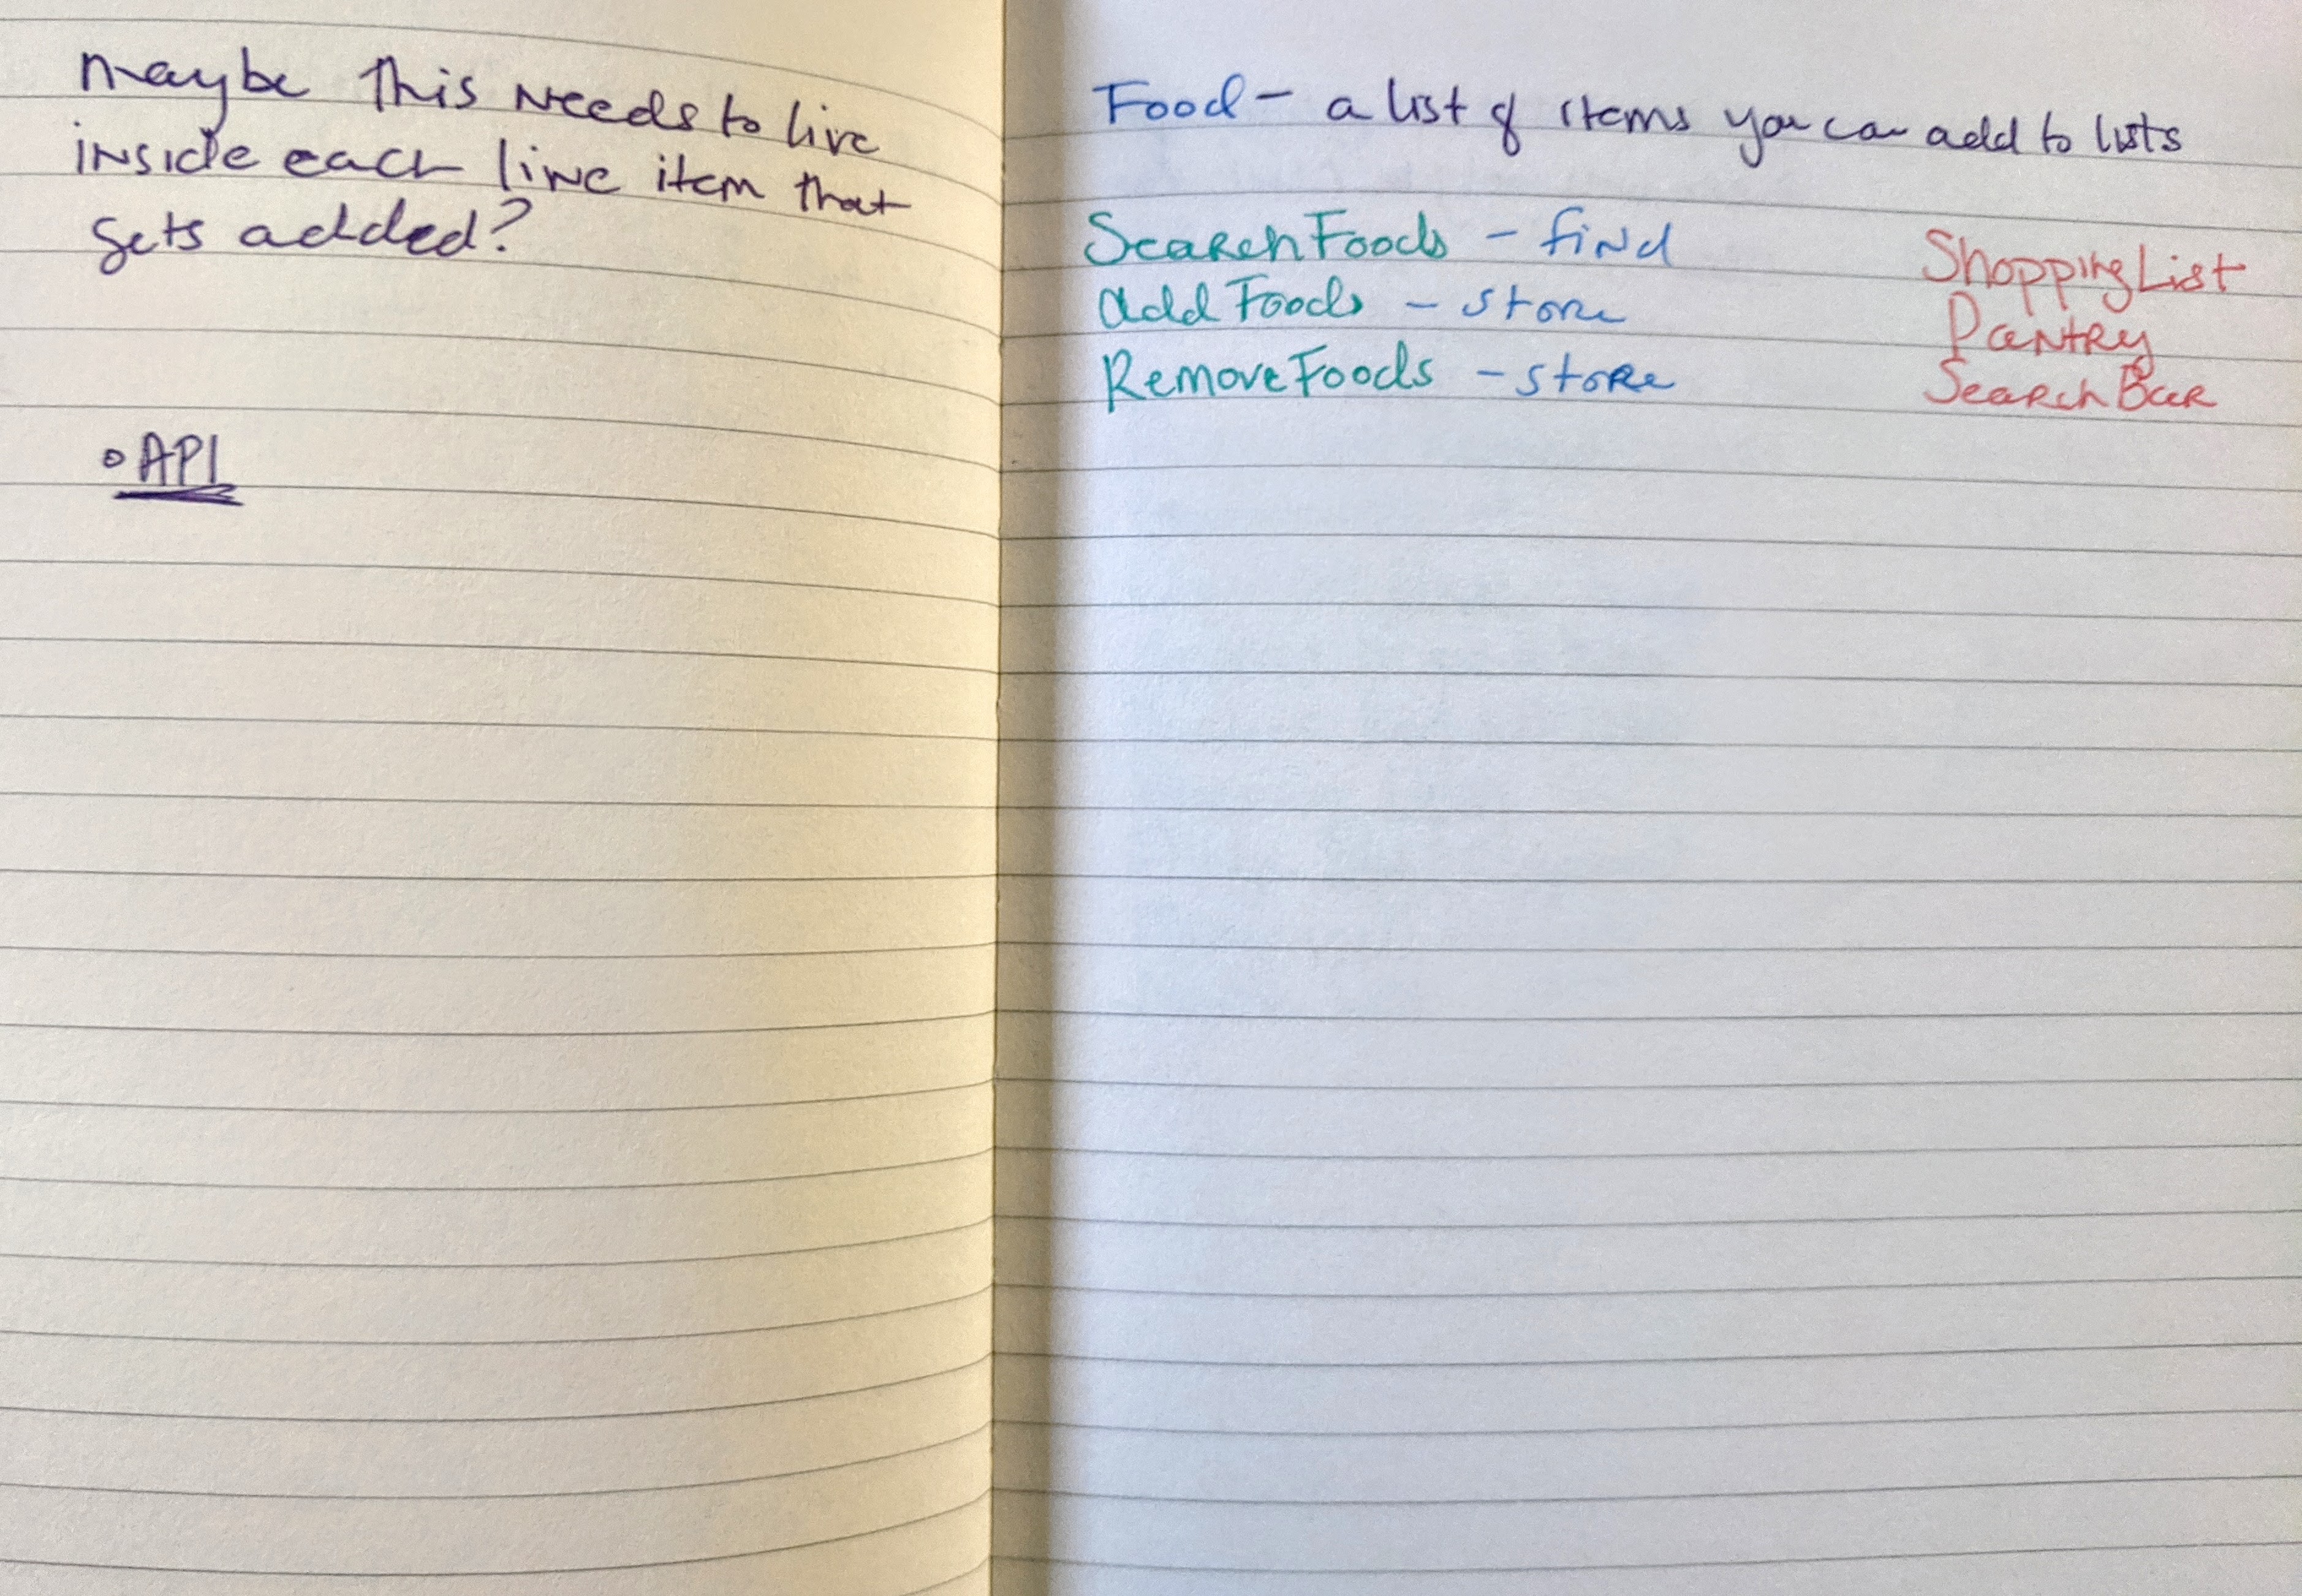 maybe this needs to live
inside each line item that
gets added?
• API
Food - a list of items you can add to lists
SearchFoods - find
AddFoods - store
RemoveFoods - store
ShoppingList
Pantry
SearchBar